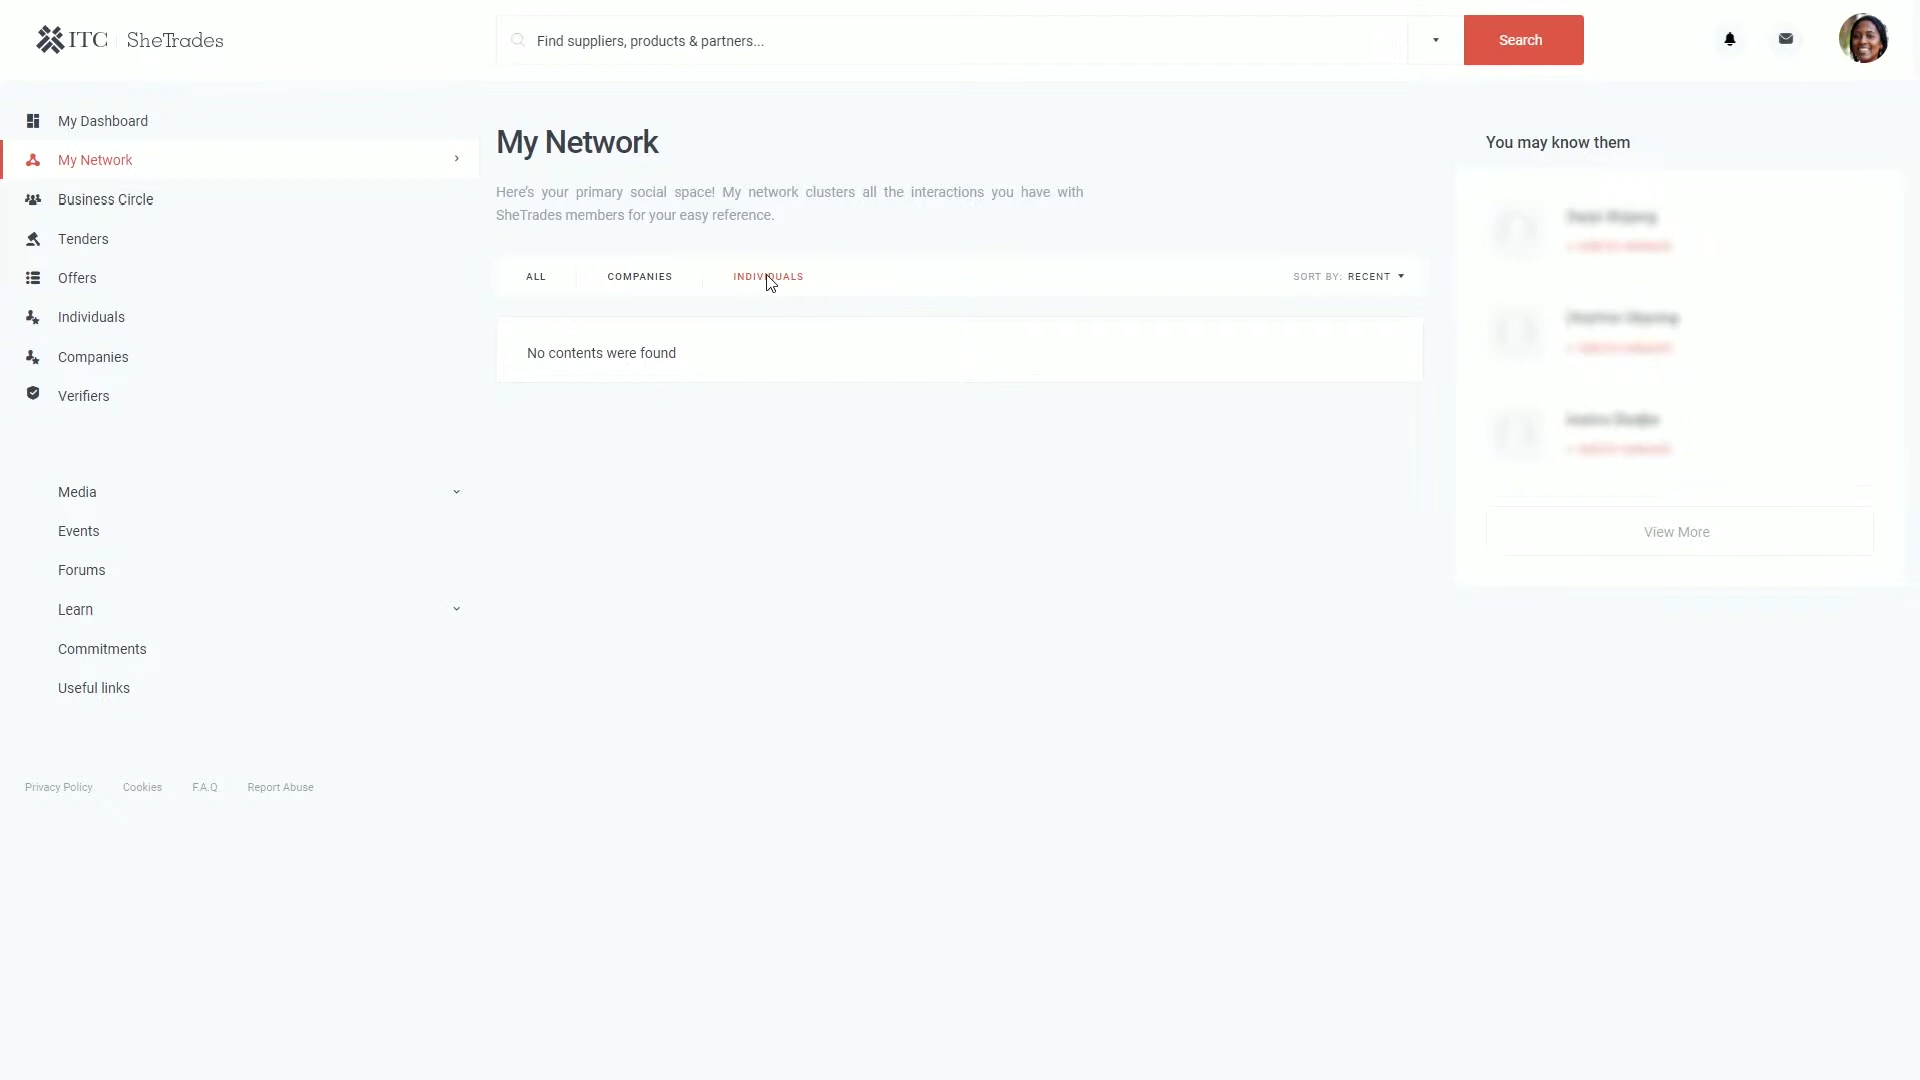 ITC SheTrades
Find suppliers, products & partners...
Search
My Dashboard
My Network
Business Circle
Tenders
Offers
Individuals
Companies
Verifiers
Media
Events
Forums
Learn
Commitments
Useful links
Privacy Policy Cookies F.A.Q Report Abuse
My Network
Here's your primary social space! My network clusters all the interactions you have with
SheTrades members for your easy reference.
ALL COMPANIES INDIVIDUALS SORT BY: RECENT
No contents were found
You may know them
View More